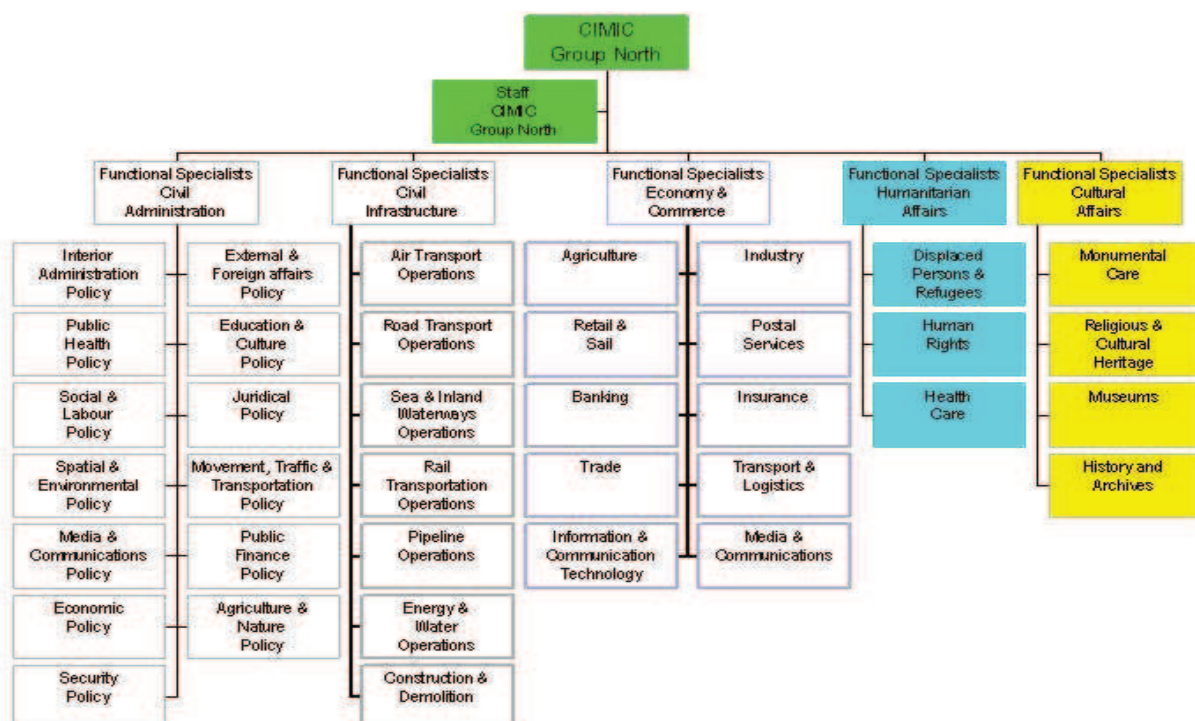 CIMIC
Group North
Staff
CIMIC
Group North
Functional Specialists
Civil
Administration
Functional Specialists
Civil
Infrastructure
Functional Specialists
Economy &
Commerce
Functional Specialists
Humanitarian
Affairs
Functional Specialists
Cultural
Affairs
Interior
Administration
Policy
External &
Foreign affairs
Policy
Air Transport
Operations
Agriculture
Industry
Displaced
Persons &
Refugees
Monumental
Care
Public
Health
Policy
Education &
Culture
Policy
Road Transport
Operations
Retail &
Sail
Postal
Services
Human
Rights
Religious &
Cultural
Heritage
Social &
Labour
Policy
Juridical
Policy
Sea & Inland
Waterways
Operations
Banking
Insurance
Health
Care
Museums
Spatial &
Environmental
Policy
Movement, Traffic &
Transportation
Policy
Rail
Transportation
Operations
Trade
Transport &
Logistics
History and
Archives
Media &
Communications
Policy
Public
Finance
Policy
Pipeline
Operations
Information &
Communication
Technology
Media &
Communications
Economic
Policy
Agriculture &
Nature
Policy
Energy &
Water
Operations
Security
Policy
Construction &
Demolition